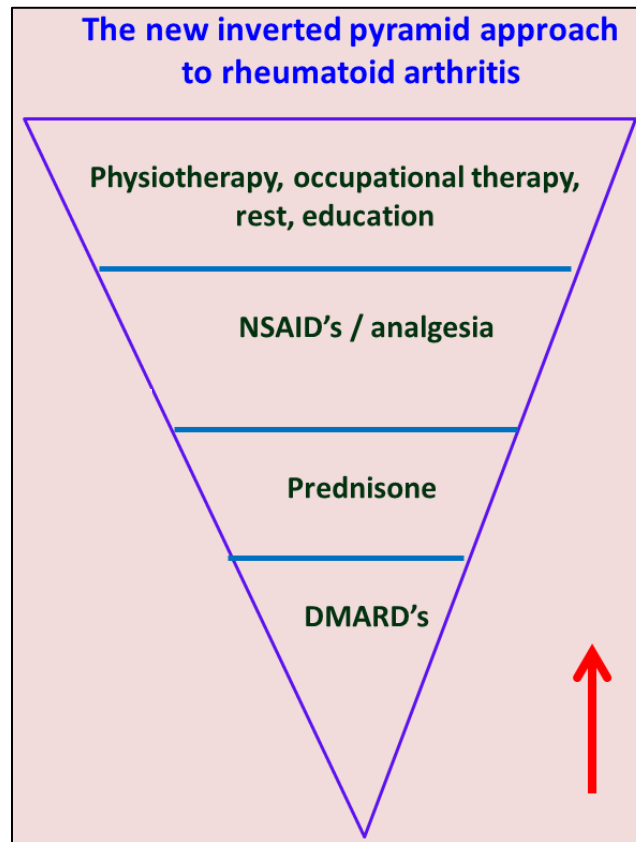 The new inverted pyramid approach
to rheumatoid arthritis
Physiotherapy, occupational therapy,
rest, education
NSAID’s / analgesia
Prednisone
DMARD’s